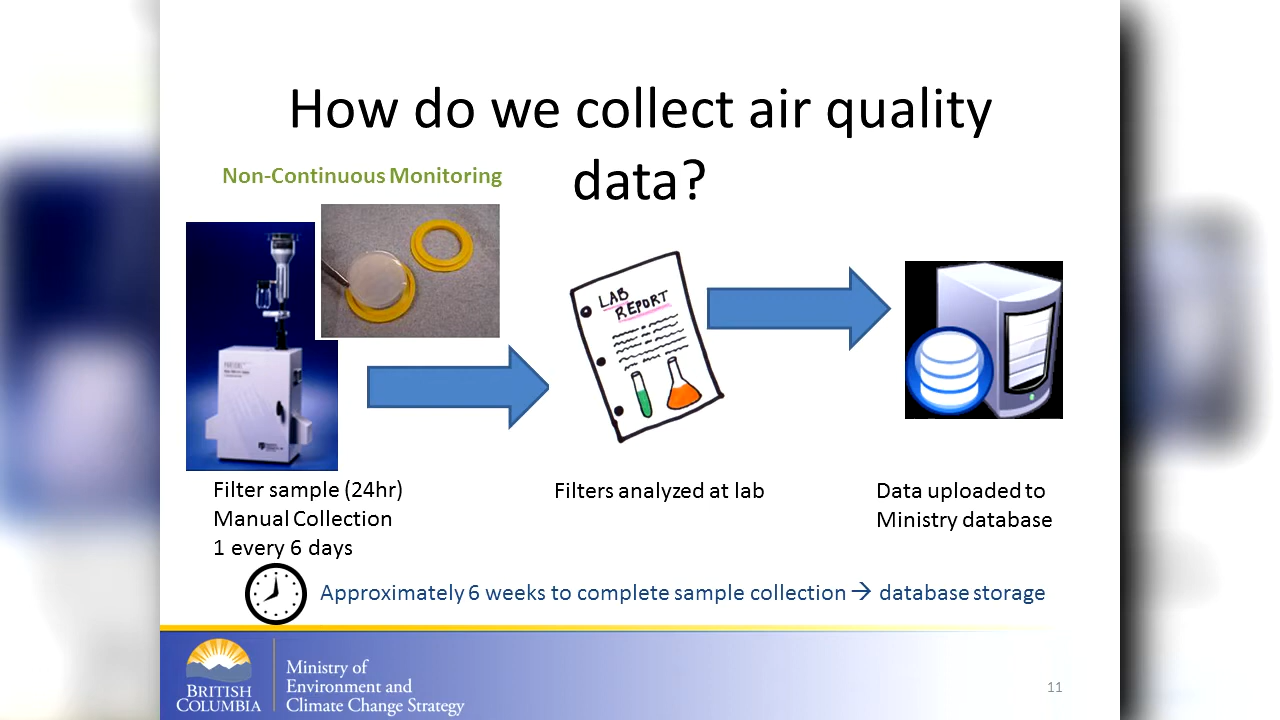 How do we collect air quality
data?
Non-Continuous Monitoring
LAB
REPORT
Filter sample (24hr)
Manual Collection
1 every 6 days
Filters analyzed at lab
Data uploaded to
Ministry database
Approximately 6 weeks to complete sample collection → database storage
BRITISH
COLUMBIA
Ministry of
Environment and
Climate Change Strategy
11